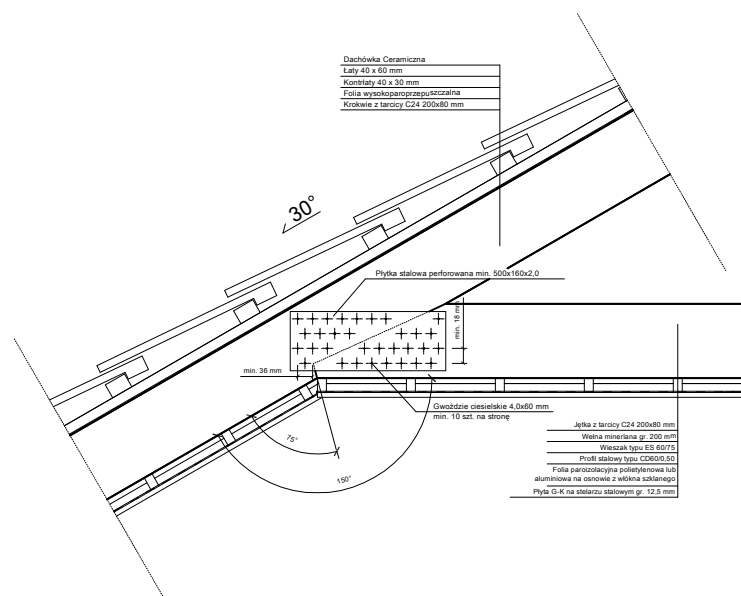 Dachówka Ceramiczna
Łaty 40 x 60 mm
Kontrłaty 40 x 30 mm
Folia wysokoparoprzepuszczalna
Krokwie z tarcicy C24 200x80 mm
30°
Płytka stalowa perforowana min. 500x160x2,0
min. 18 mm
min. 36 mm
Gwoździe ciesielskie 4,0x60 mm
min. 10 szt. na stronę
75°
150°
Jętka z tarcicy C24 200x80 mm
Wełna minerlana gr. 200 mm
Wieszak typu ES 60/75
Profil stalowy typu CD60/0,50
Folia paroizolacyjna polietylenowa lub
aluminiowa na osnowie z włókna szklanego
Płyta G-K na stelarzu stalowym gr. 12,5 mm